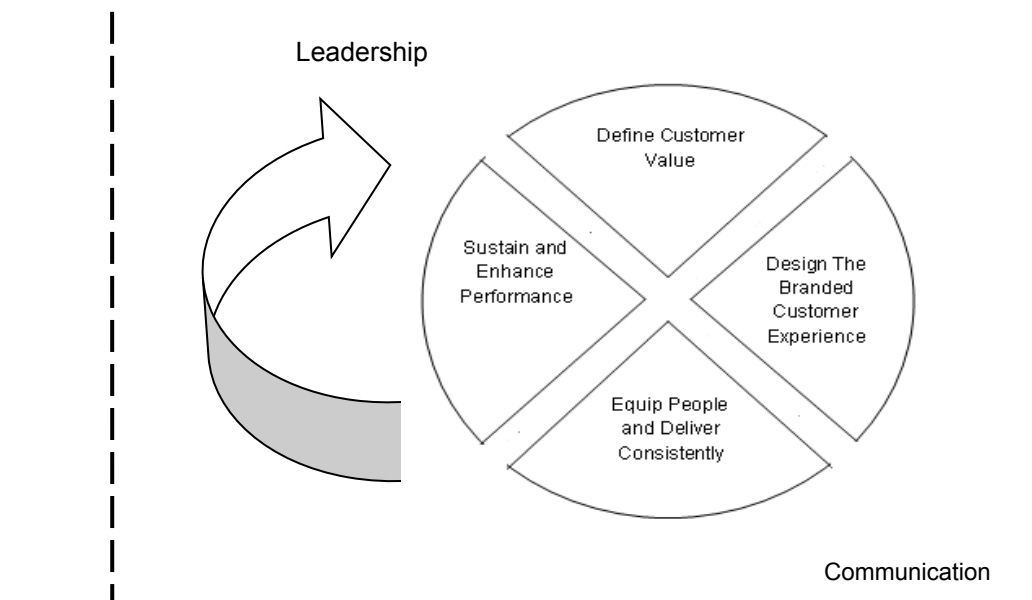 Leadership
Define Customer
Value
Sustain and
Enhance
Performance
Design The
Branded
Customer
Experience
Equip People
and Deliver
Consistently
Communication